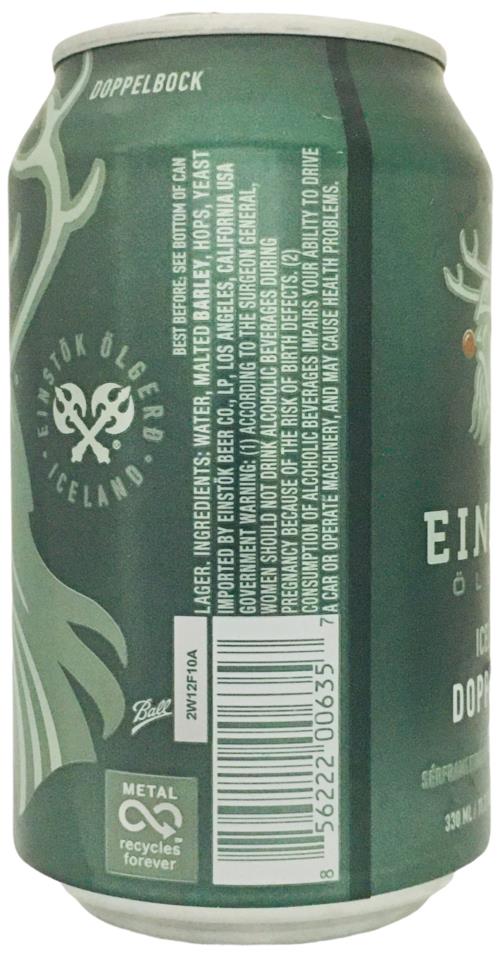 DOPPELBOCK
EINSTÖK ÖLGERÐ
· ICELAND ·
BEST BEFORE: SEE BOTTOM OF CAN
LAGER. INGREDIENTS: WATER, MALTED BARLEY, HOPS, YEAST
IMPORTED BY EINSTÖK BEER CO., LP, LOS ANGELES, CALIFORNIA USA
GOVERNMENT WARNING: (1) ACCORDING TO THE SURGEON GENERAL,
WOMEN SHOULD NOT DRINK ALCOHOLIC BEVERAGES DURING
PREGNANCY BECAUSE OF THE RISK OF BIRTH DEFECTS. (2)
CONSUMPTION OF ALCOHOLIC BEVERAGES IMPAIRS YOUR ABILITY TO DRIVE
A CAR OR OPERATE MACHINERY, AND MAY CAUSE HEALTH PROBLEMS.
Ball
2W12F10A
8 56222 00635 7
METAL
recycles
forever
EIN
ÖL
ICE
DOPP
330 ML /